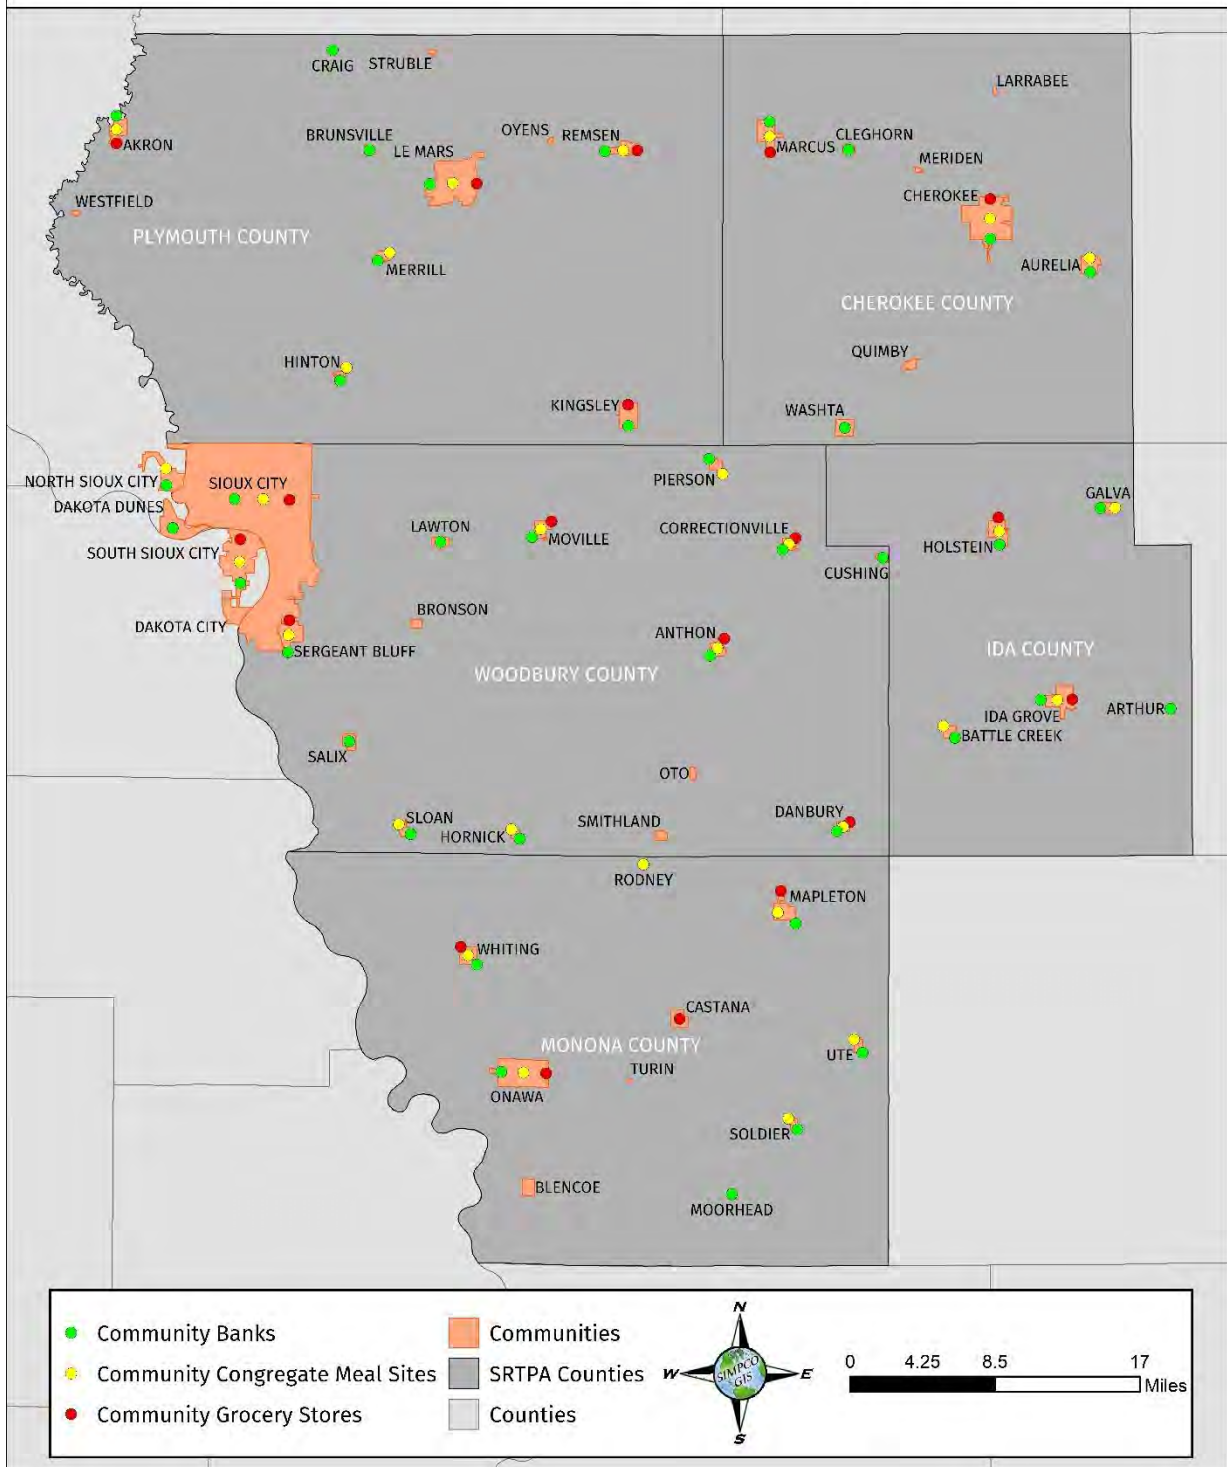 CRAIG
STRUBLE
LARRABEE
AKRON
BRUNSVILLE
LE MARS
OYENS
REMSEN
MARCUS
CLEGHORN
MERIDEN
WESTFIELD
CHEROKEE
PLYMOUTH COUNTY
MERRILL
AURELIA
CHEROKEE COUNTY
HINTON
QUIMBY
KINGSLEY
WASHTA
NORTH SIOUX CITY
SIOUX CITY
PIERSON
GALVA
DAKOTA DUNES
LAWTON
MOVILLE
CORRECTIONVILLE
HOLSTEIN
SOUTH SIOUX CITY
CUSHING
BRONSON
DAKOTA CITY
ANTHON
SERGEANT BLUFF
IDA COUNTY
WOODBURY COUNTY
IDA GROVE
ARTHUR
BATTLE CREEK
SALIX
OTO
SLOAN
HORNICK
SMITHLAND
DANBURY
RODNEY
MAPLETON
WHITING
CASTANA
MONONA COUNTY
UTE
TURIN
ONAWA
SOLDIER
BLENCOE
MOORHEAD
Community Banks
Community Congregate Meal Sites
Community Grocery Stores
Communities
SRTPA Counties
Counties
N
W
E
S
SIMPCO
GIS
0 4.25 8.5 17
Miles